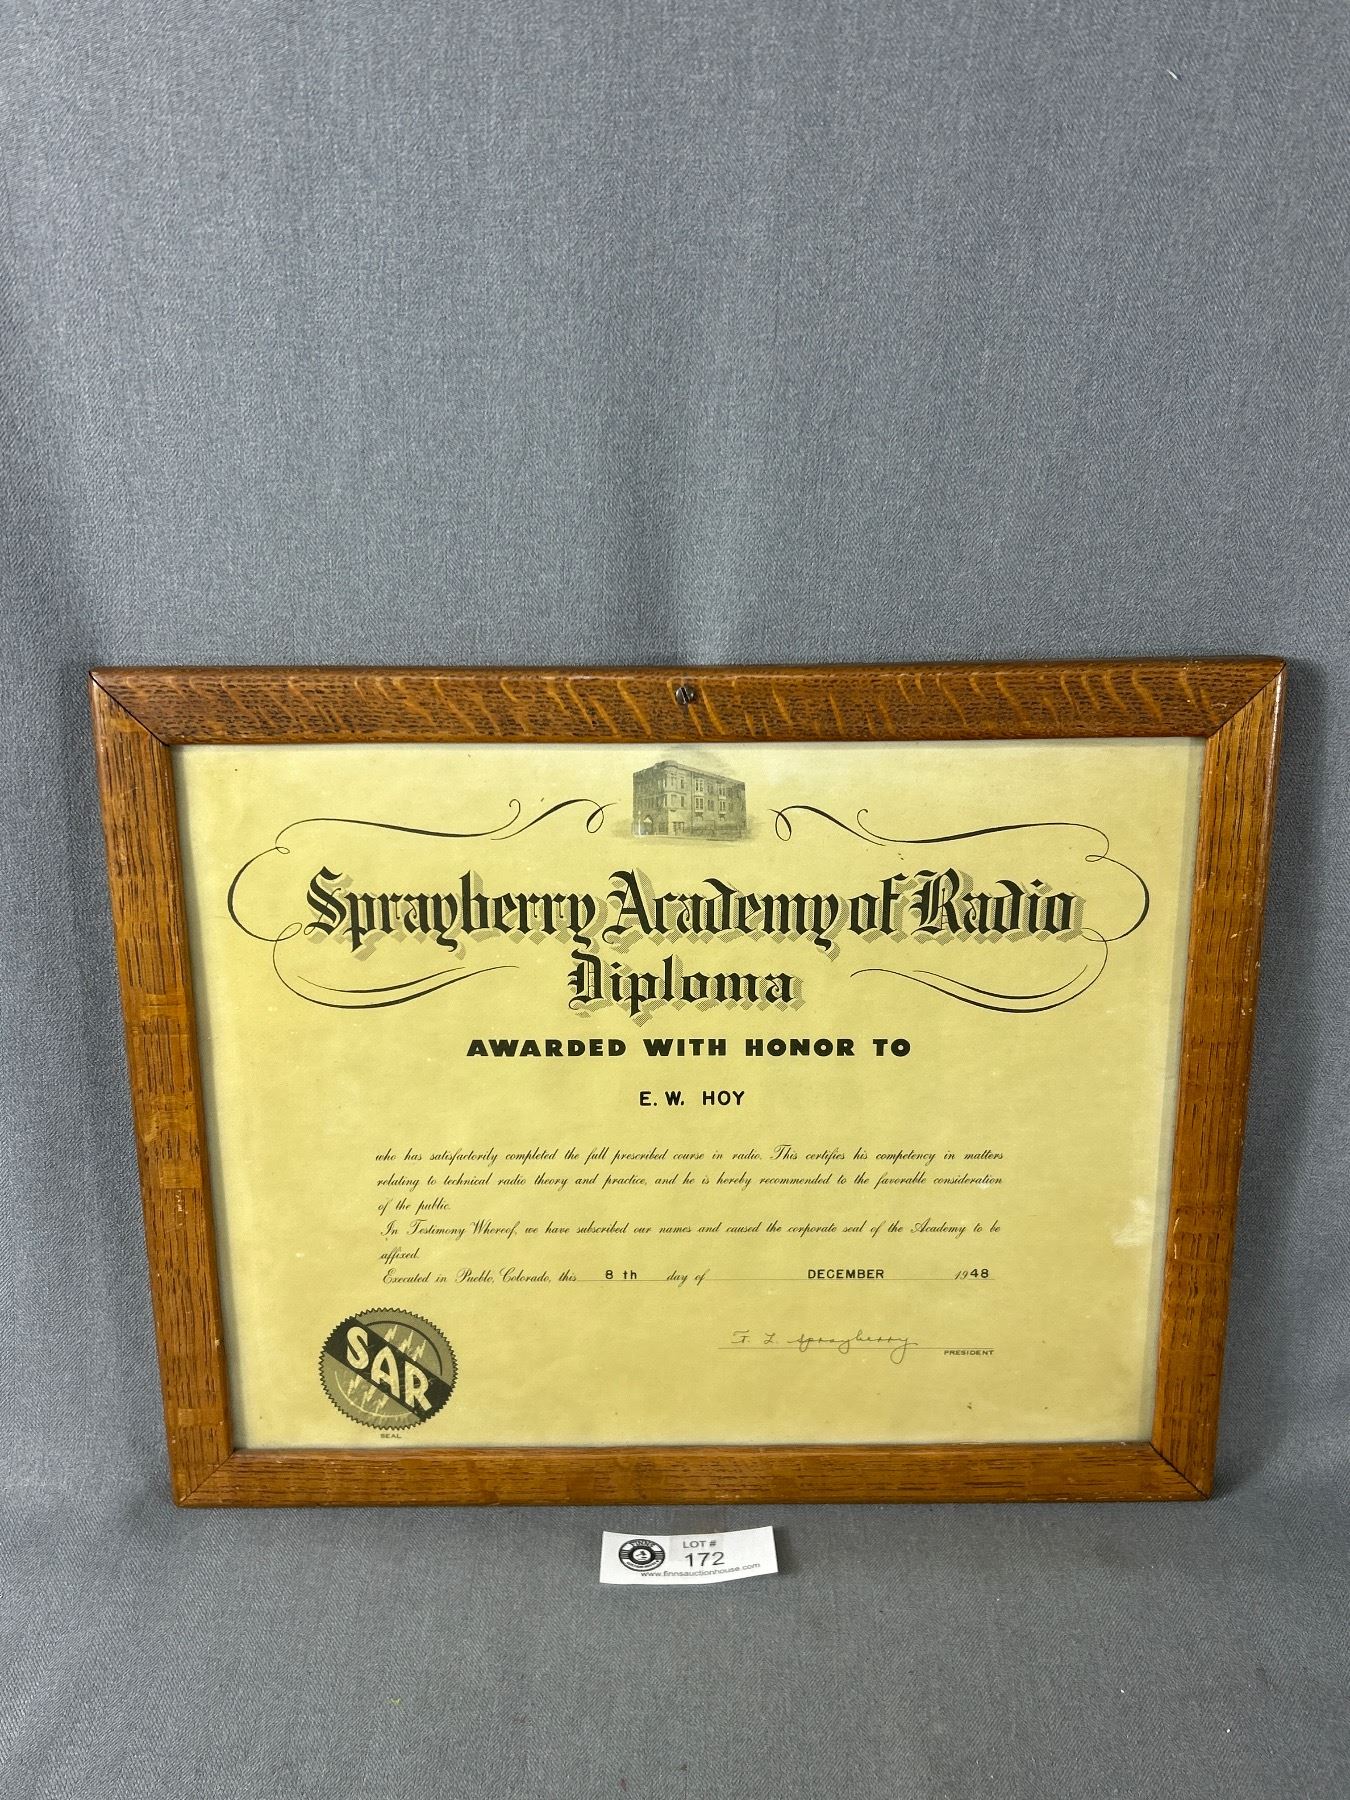 Sprayberry Academy of Radio
Diploma
AWARDED WITH HONOR TO
E. W. HOY
who has satisfactorily completed the full prescribed course in radio. This certifies his competency in matters
relating to technical radio theory and practice, and he is hereby recommended to the favorable consideration
of the public.
In Testimony Whereof, we have subscribed our names and caused the corporate seal of the Academy to be
affixed.
Executed in Pueblo, Colorado, this 8 th day of DECEMBER 1948
F. L. Sprayberry
PRESIDENT
SAR
SEAL
FINNS
LOT #
172
www.finnsauctionhouse.com